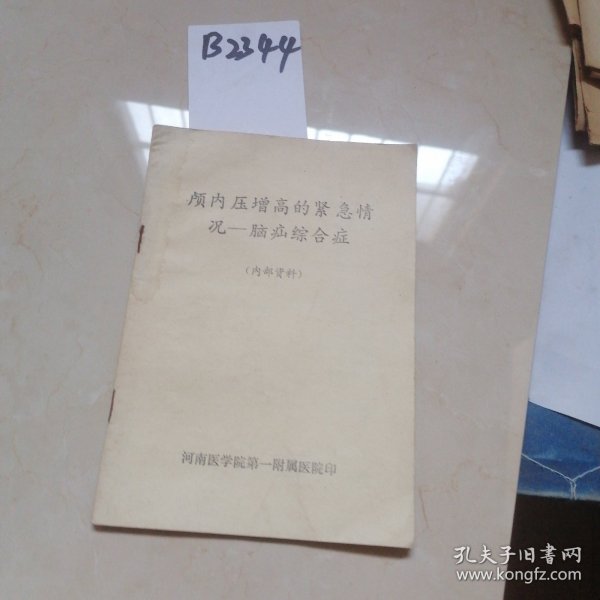 B2344
颅内压增高的紧急情
况—脑疝综合症
(内部资料)
河南医学院第一附属医院印
孔夫子旧书网
www.kongfz.com